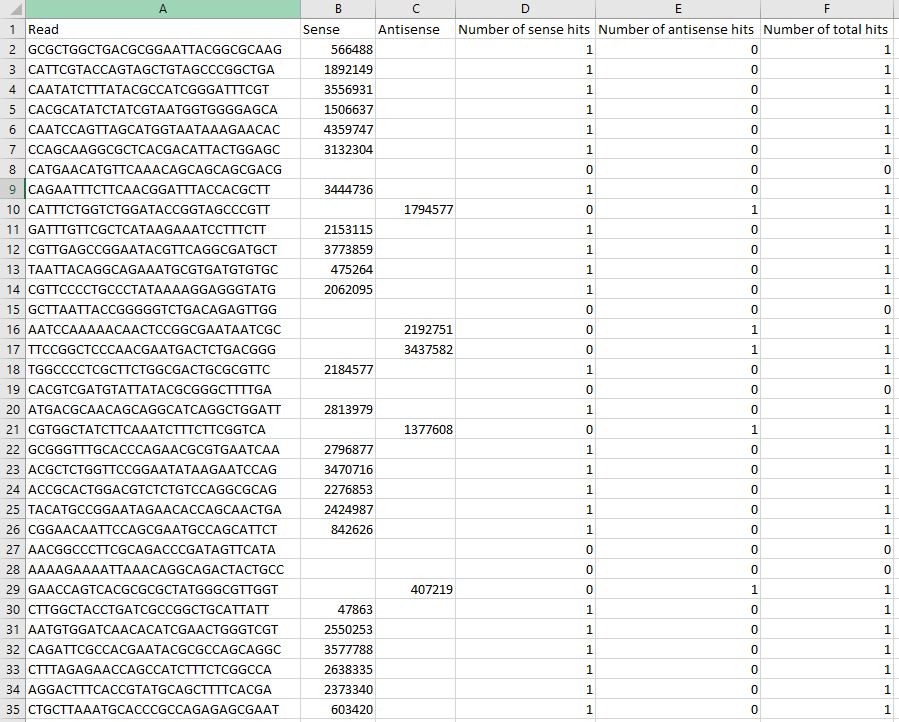 A B C D E F
1 Read Sense Antisense Number of sense hits Number of antisense hits Number of total hits
2 GCGCTGGCTGACGCGGAATTACGGCGCAAG 566488 1 0 1
3 CATTCGTACCAGTAGCTGTAGCCCGGCTGA 1892149 1 0 1
4 CAATATCTTTATACGCCATCGGGATTTCGT 3556931 1 0 1
5 CACGCATATCTATCGTAATGGTGGGGAGCA 1506637 1 0 1
6 CAATCCAGTTAGCATGGTAATAAAGAACAC 4359747 1 0 1
7 CCAGCAAGGCGCTCACGACATTACTGGAGC 3132304 1 0 1
8 CATGAACATGTTCAAACAGCAGCAGCGACG 0 0 0
9 CAGAATTTCTTCAACGGATTTACCACGCTT 3444736 1 0 1
10 CATTTCTGGTCTGGATACCGGTAGCCCGTT 1794577 0 1 1
11 GATTTGTTCGCTCATAAGAAATCCTTTCTT 2153115 1 0 1
12 CGTTGAGCCGGAATACGTTCAGGCGATGCT 3773859 1 0 1
13 TAATTACAGGCAGAAATGCGTGATGTGTGC 475264 1 0 1
14 CGTTCCCCTGCCCTATAAAAGGAGGGTATG 2062095 1 0 1
15 GCTTAATTACCGGGGGTCTGACAGAGTTGG 0 0 0
16 AATCCAAAAACAACTCCGGCGAATAATCGC 2192751 0 1 1
17 TTCCGGCTCCCAACGAATGACTCTGACGGG 3437582 0 1 1
18 TGGCCCCTCGCTTCTGGCGACTGCGCGTTC 2184577 1 0 1
19 CACGTCGATGTATTATACGCGGGCTTTTGA 0 0 0
20 ATGACGCAACAGCAGGCATCAGGCTGGATT 2813979 1 0 1
21 CGTGGCTATCTTCAAATCTTTCTTCGGTCA 1377608 0 1 1
22 GCGGGTTTGCACCCAGAACGCGTGAATCAA 2796877 1 0 1
23 ACGCTCTGGTTCCGGAATATAAGAATCCAG 3470716 1 0 1
24 ACCGCACTGGACGTCTCTGTCCAGGCGCAG 2276853 1 0 1
25 TACATGCCGGAATAGAACACCAGCAACTGA 2424987 1 0 1
26 CGGAACAATTCCAGCGAATGCCAGCATTCT 842626 1 0 1
27 AACGGCCCTTCGCAGACCCGATAGTTCATA 0 0 0
28 AAAAGAAAATTAAACAGGCAGACTACTGCC 0 0 0
29 GAACCAGTCACGCGCGCTATGGGCGTTGGT 407219 0 1 1
30 CTTGGCTACCTGATCGCCGGCTGCATTATT 47863 1 0 1
31 AATGTGGATCAACACATCGAACTGGGTCGT 2550253 1 0 1
32 CAGATTCGCCACGAATACGCGCCAGCAGGC 3577788 1 0 1
33 CTTTAGAGAACCAGCCATCTTTCTCGGCCA 2638335 1 0 1
34 AGGACTTTCACCGTATGCAGCTTTTCACGA 2373340 1 0 1
35 CTGCTTAAATGCACCCGCCAGAGAGCGAAT 603420 1 0 1